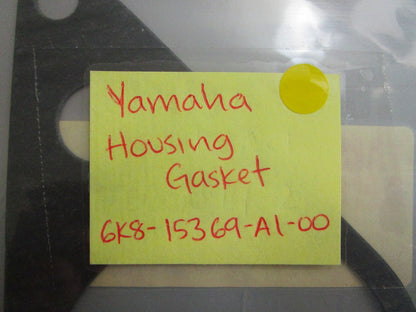 Yamaha
Housing
Gasket
6K8-15369-A1-00